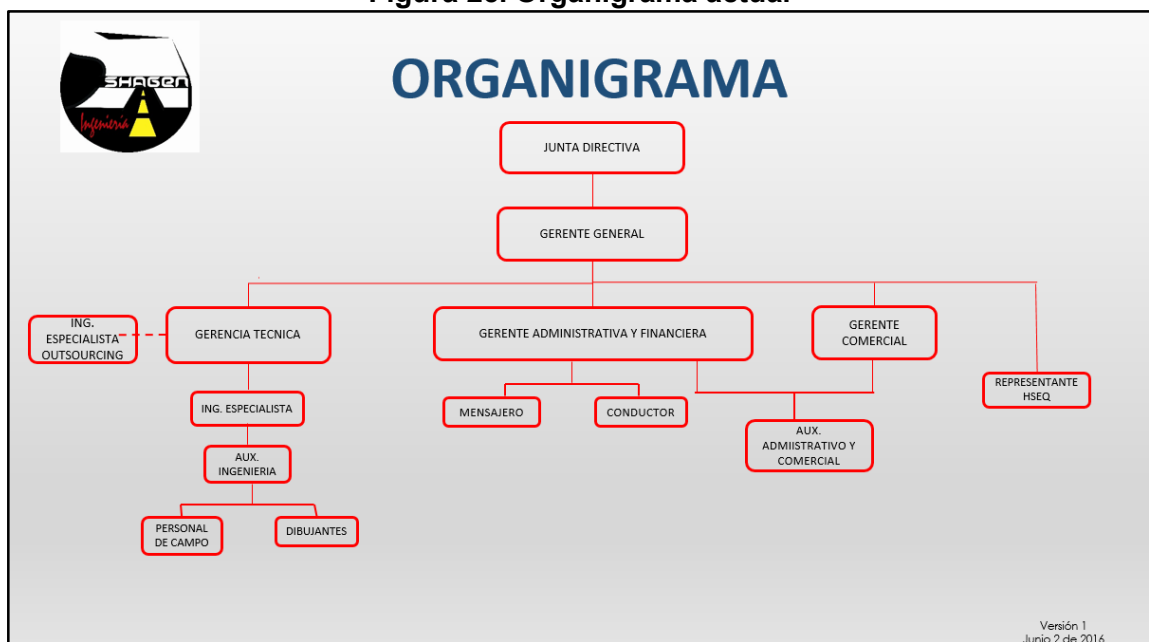 Figura 20. Organigrama actual
SHAGEN
Ingeniería
ORGANIGRAMA
JUNTA DIRECTIVA
GERENTE GENERAL
ING.
ESPECIALISTA
OUTSOURCING
GERENCIA TECNICA
GERENTE ADMINISTRATIVA Y FINANCIERA
GERENTE
COMERCIAL
REPRESENTANTE
HSEQ
ING. ESPECIALISTA
MENSAJERO
CONDUCTOR
AUX.
ADMIISTRATIVO Y
COMERCIAL
AUX.
INGENIERIA
PERSONAL
DE CAMPO
DIBUJANTES
Versión 1
Junio 2 de 2016